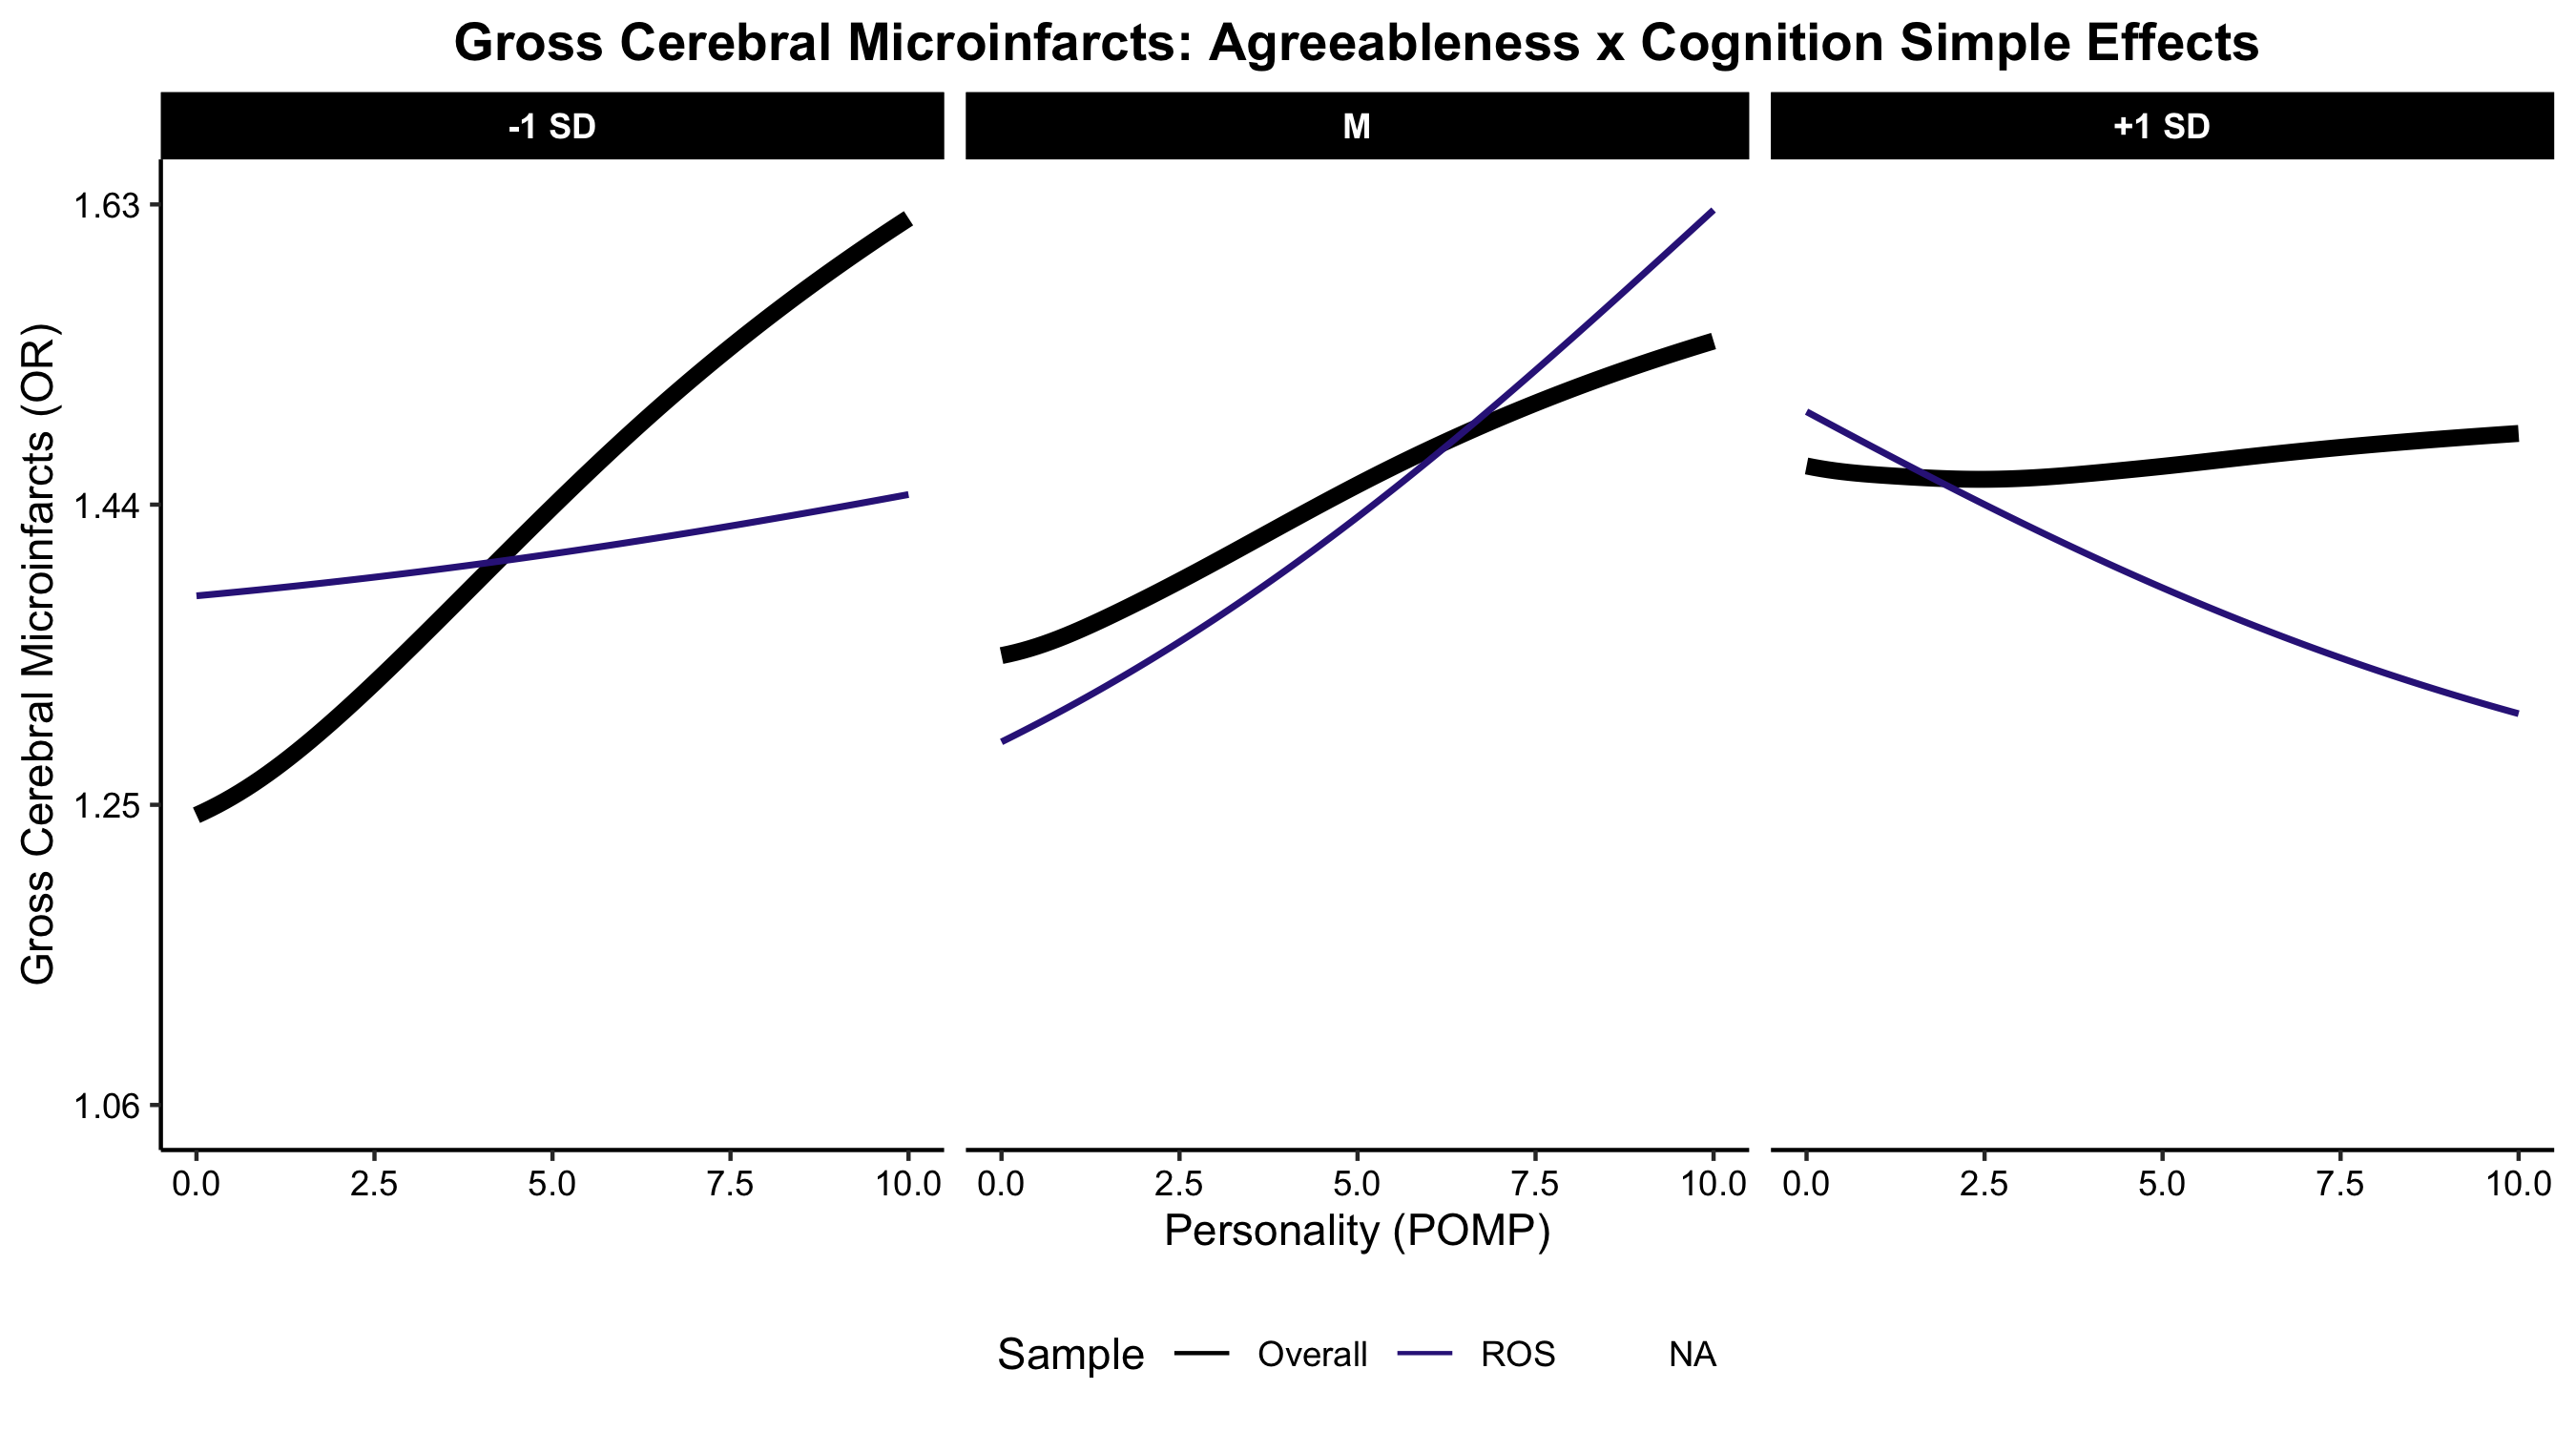 Gross Cerebral Microinfarcts: Agreeableness x Cognition Simple Effects
-1 SD
M
+1 SD
Gross Cerebral Microinfarcts (OR)
1.63
1.44
1.25
1.06
0.0 2.5 5.0 7.5 10.0
0.0 2.5 5.0 7.5 10.0
0.0 2.5 5.0 7.5 10.0
Personality (POMP)
Sample Overall ROS NA